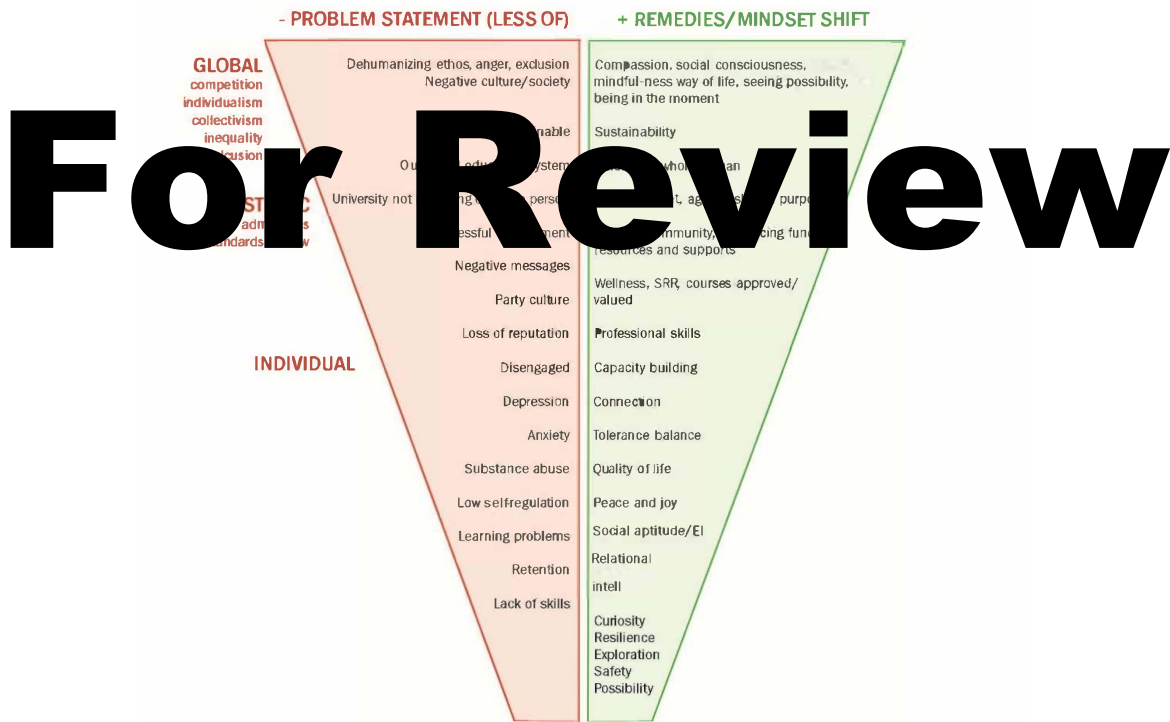 - PROBLEM STATEMENT (LESS OF)
+ REMEDIES/MINDSET SHIFT
GLOBAL
competition
individualism
collectivism
inequality
Dehumanizing ethos, anger, exclusion
Negative culture/society
University not
Negative messages
Party culture
Loss of reputation
INDIVIDUAL
Disengaged
Depression
Anxiety
Substance abuse
Low self-regulation
Learning problems
Retention
Lack of skills
Compassion, social consciousness,
mindful-ness way of life, seeing possibility,
being in the moment
Sustainability
resources and supports
Wellness, SRR, courses approved/
valued
Professional skills
Capacity building
Connection
Tolerance balance
Quality of life
Peace and joy
Social aptitude/EI
Relational
intell
Curiosity
Resilience
Exploration
Safety
Possibility
For Review